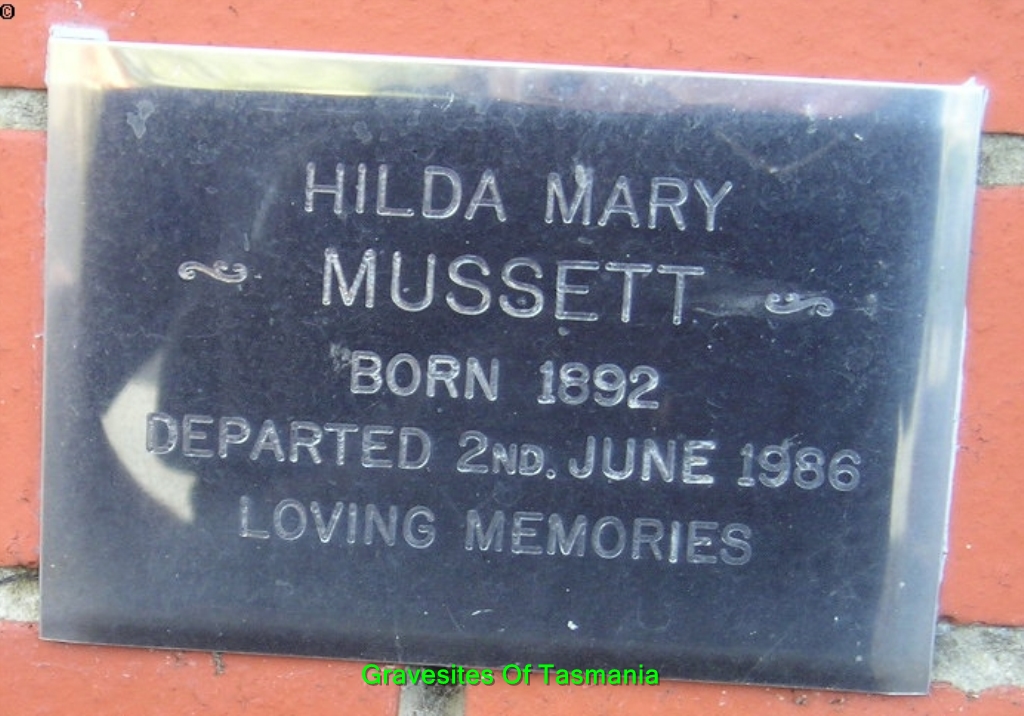 ©
HILDA MARY
MUSSETT
BORN 1892
DEPARTED 2ND. JUNE 1986
LOVING MEMORIES
Gravesites Of Tasmania